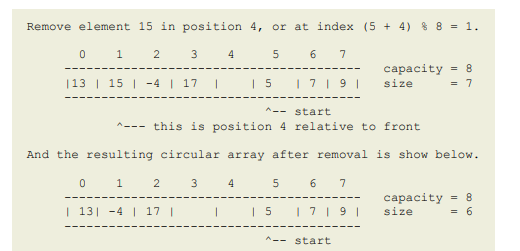 Remove element 15 in position 4, or at index (5 + 4) % 8 = 1.
0 1 2 3 4 5 6 7
-------------------------------------------- capacity = 8
|13 | 15 | -4 | 17 | | | 5 | 7 | 9 | size = 7
--------------------------------------------
^-- start
^--- this is position 4 relative to front
And the resulting circular array after removal is show below.
0 1 2 3 4 5 6 7
-------------------------------------------- capacity = 8
| 13| -4 | 17 | | | 5 | 7 | 9 | size = 6
--------------------------------------------
^-- start